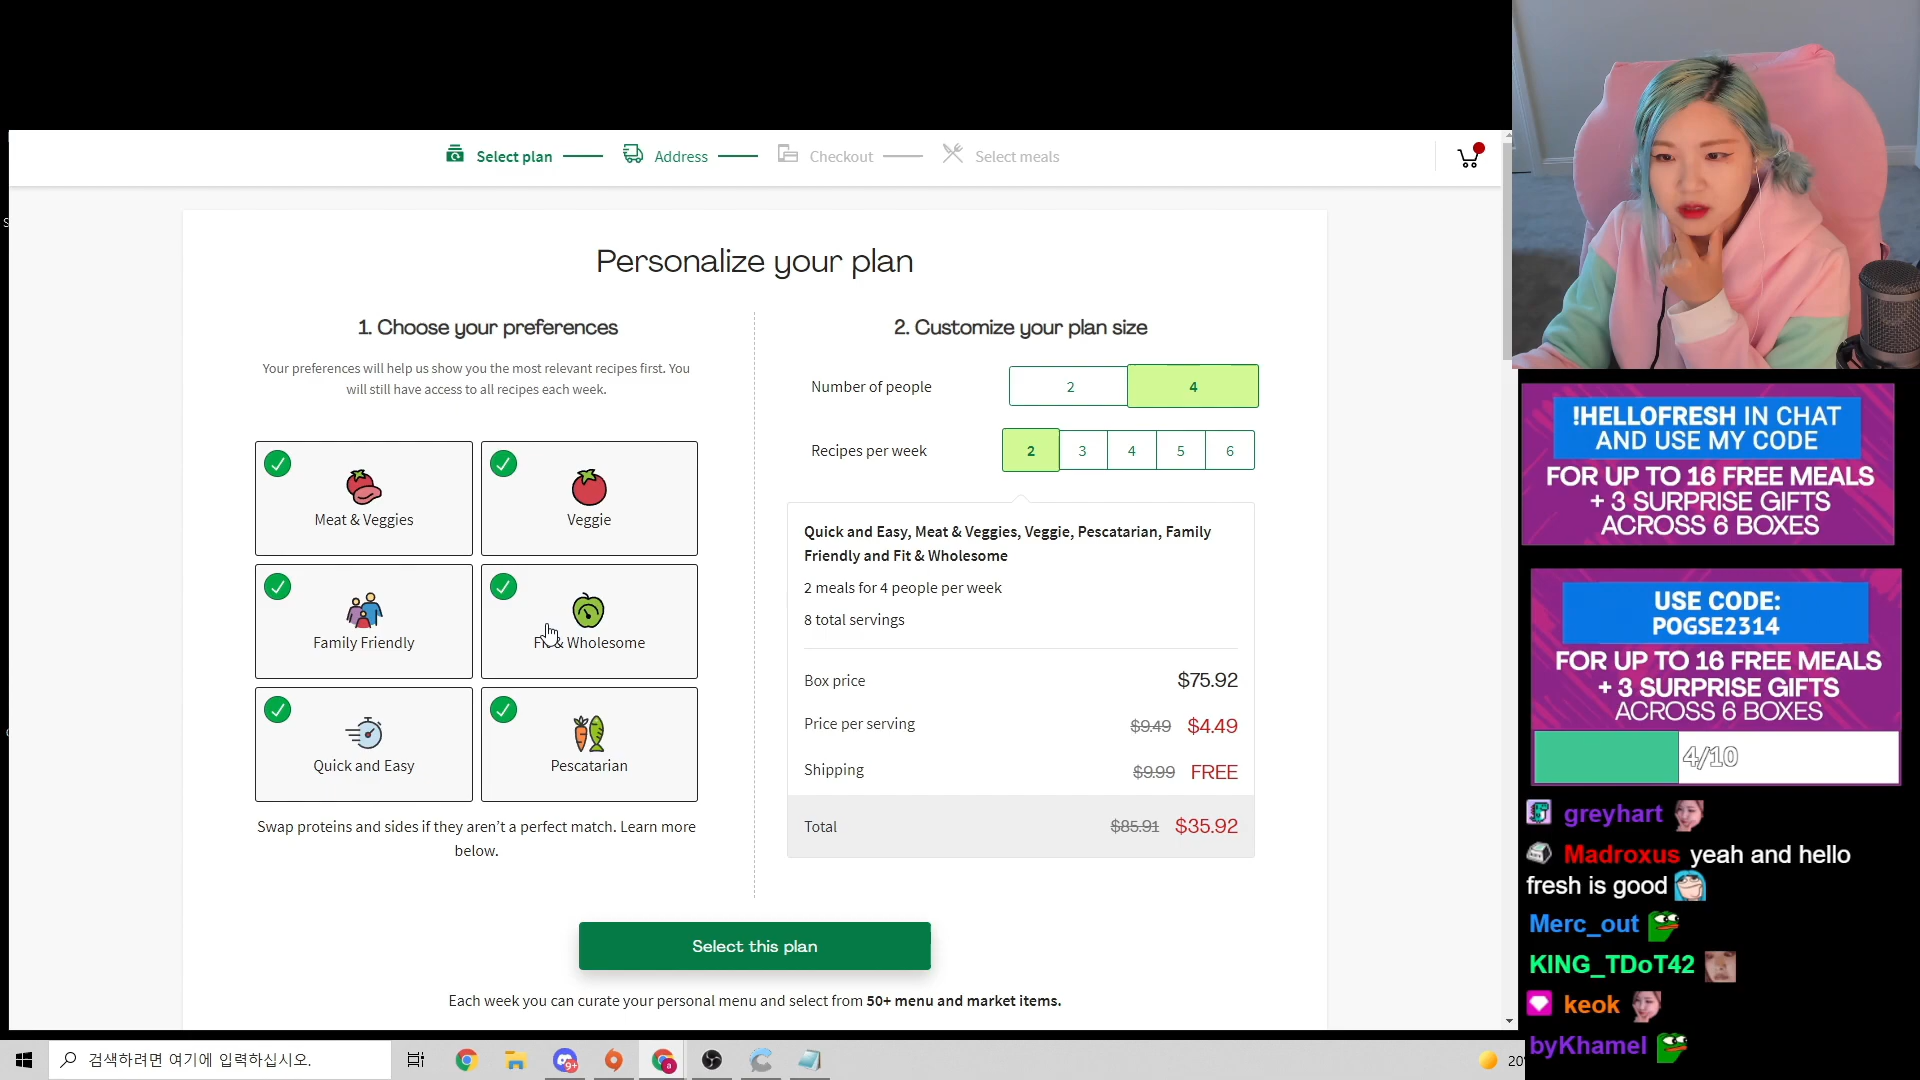 Select plan
Address
Checkout
Select meals
Personalize your plan
1. Choose your preferences
Your preferences will help us show you the most relevant recipes first. You
will still have access to all recipes each week.
Meat & Veggies
Veggie
Family Friendly
Fit & Wholesome
Quick and Easy
Pescatarian
Swap proteins and sides if they aren't a perfect match. Learn more
below.
2. Customize your plan size
Number of people
2
4
Recipes per week
2
3
4
5
6
Quick and Easy, Meat & Veggies, Veggie, Pescatarian, Family
Friendly and Fit & Wholesome
2 meals for 4 people per week
8 total servings
Box price
$75.92
Price per serving
$9.49 $4.49
Shipping
$9.99 FREE
Total
$85.91 $35.92
Select this plan
Each week you can curate your personal menu and select from 50+ menu and market items.
!HELLOFRESH IN CHAT
AND USE MY CODE
FOR UP TO 16 FREE MEALS
+ 3 SURPRISE GIFTS
ACROSS 6 BOXES
USE CODE:
POGSE2314
FOR UP TO 16 FREE MEALS
+ 3 SURPRISE GIFTS
ACROSS 6 BOXES
4/10
greyhart
Madroxus yeah and hello
fresh is good
Merc_out
KING_TDoT42
keok
byKhamel
검색하려면 여기에 입력하십시오.
9+
a